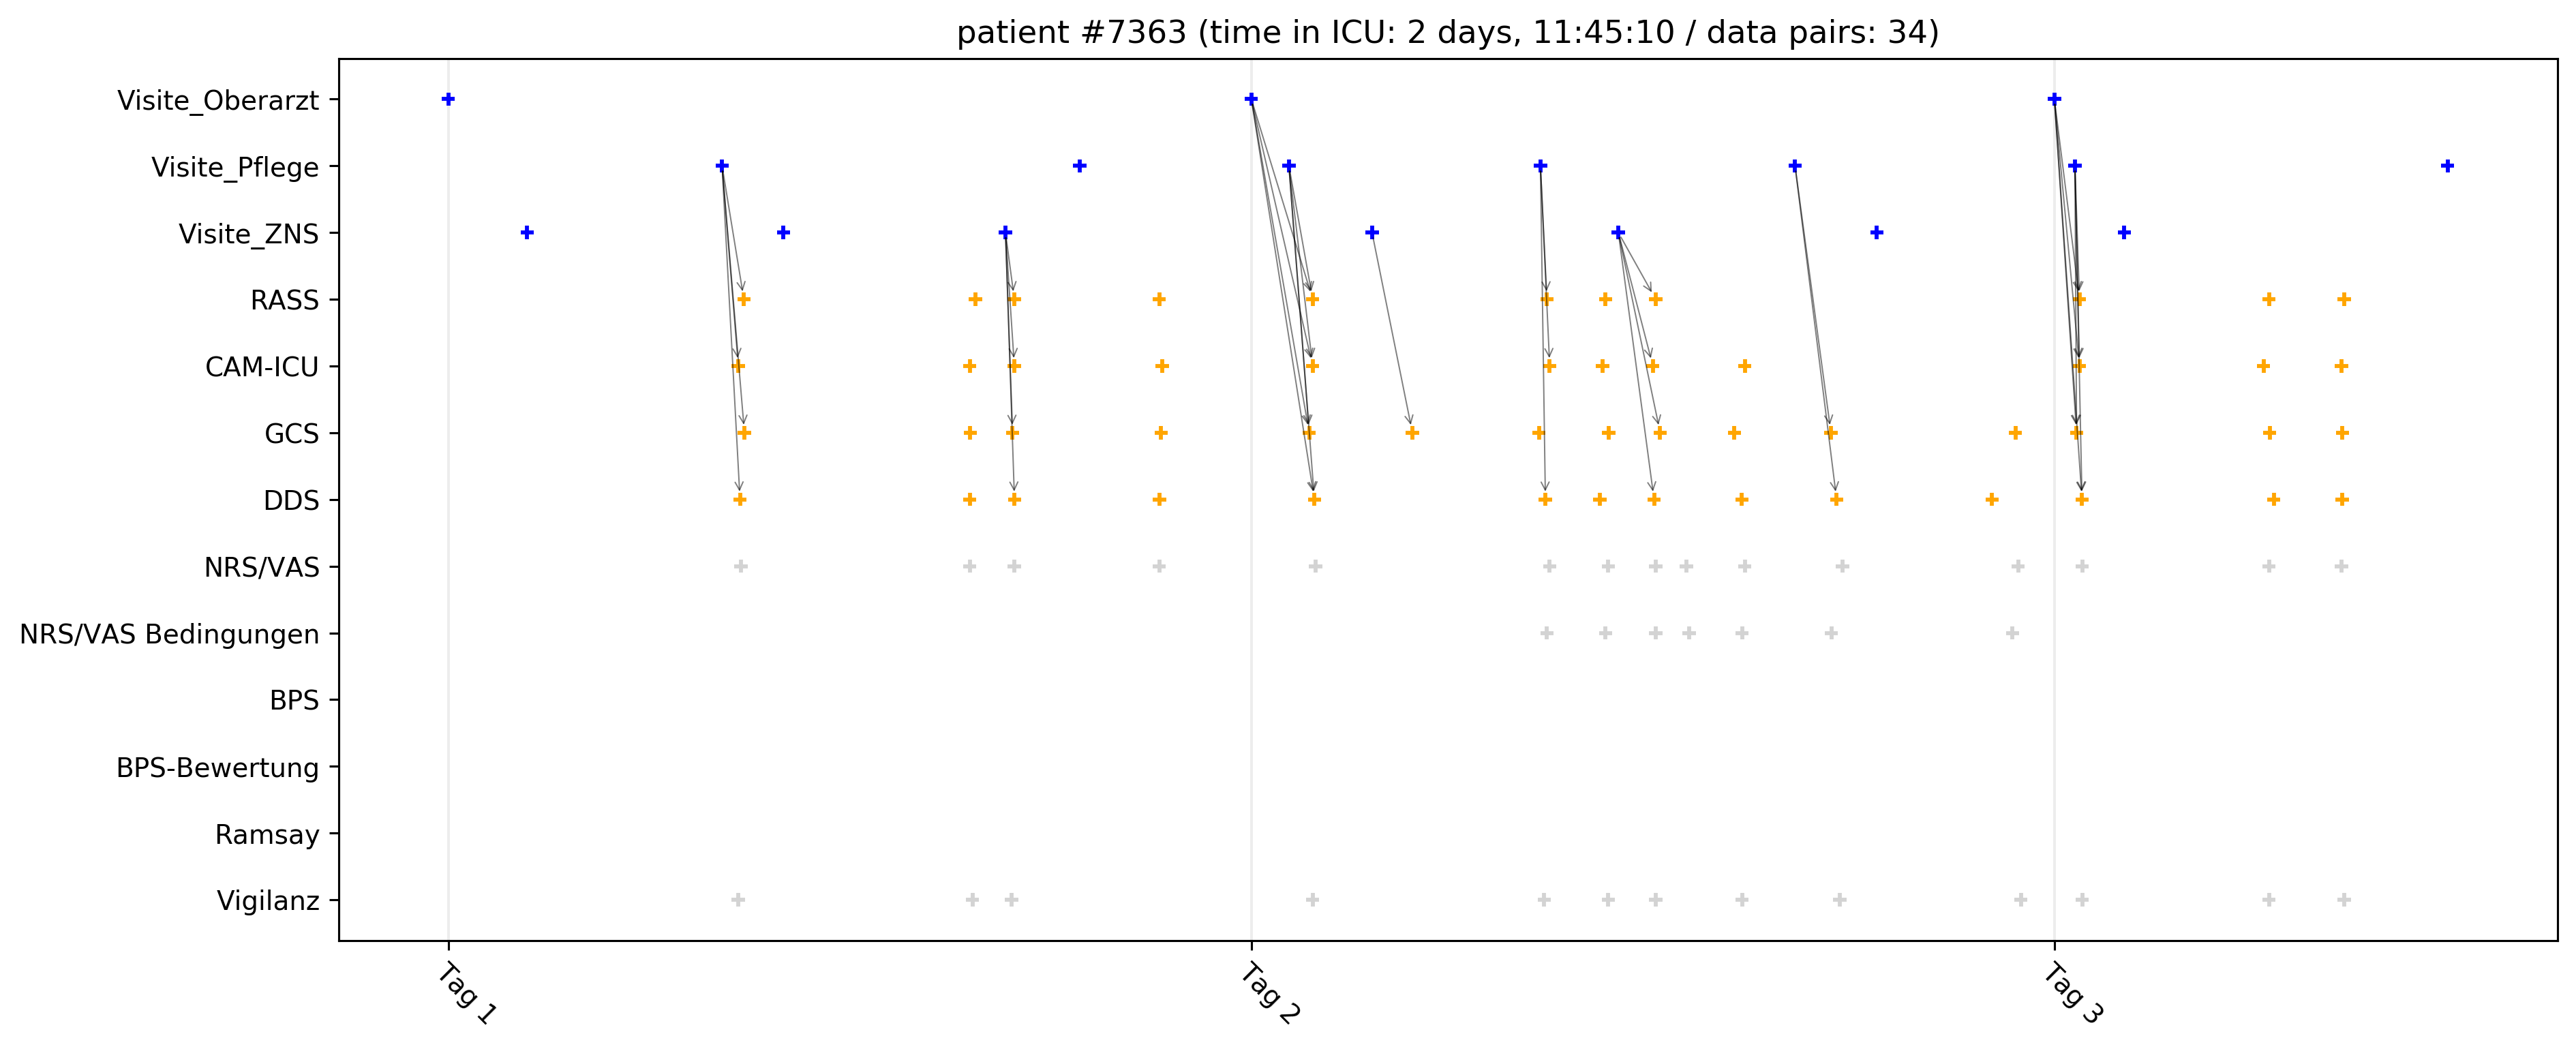 patient #7363 (time in ICU: 2 days, 11:45:10 / data pairs: 34)
Visite_Oberarzt
Visite_Pflege
Visite_ZNS
RASS
CAM-ICU
GCS
DDS
NRS/VAS
NRS/VAS Bedingungen
BPS
BPS-Bewertung
Ramsay
Vigilanz
Tag 1
Tag 2
Tag 3